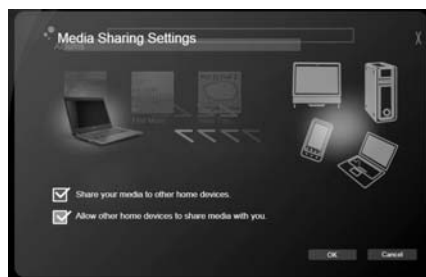 Media Sharing Settings
X
Share your media to other home devices.
Allow other home devices to share media with you.
OK
Cancel